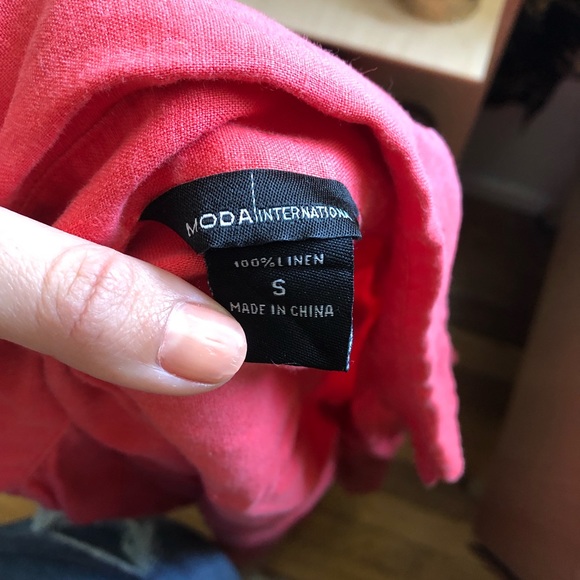 MODA INTERNATIONAL
100% LINEN
S
MADE IN CHINA